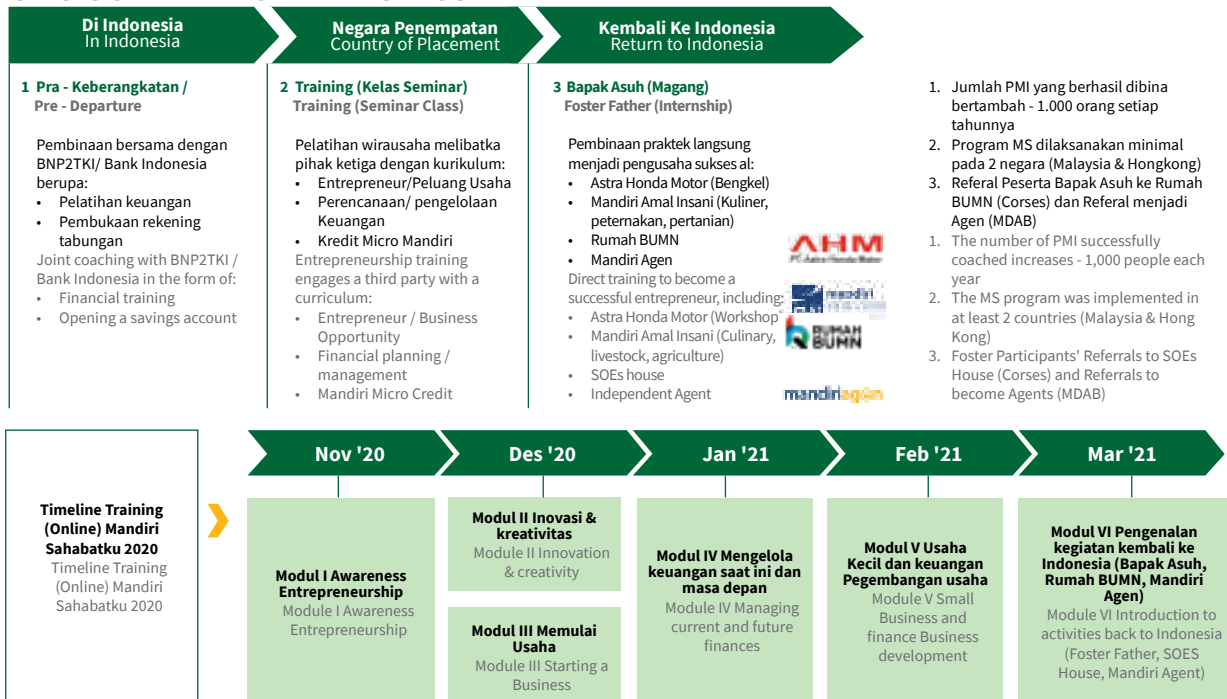 Di Indonesia
In Indonesia
Negara Penempatan
Country of Placement
Kembali Ke Indonesia
Return to Indonesia
1 Pra - Keberangkatan /
Pre - Departure
Pembinaan bersama dengan
BNP2TKI/ Bank Indonesia
berupa:
• Pelatihan keuangan
• Pembukaan rekening
tabungan
Joint coaching with BNP2TKI /
Bank Indonesia in the form of:
• Financial training
• Opening a savings account
2 Training (Kelas Seminar)
Training (Seminar Class)
Pelatihan wirausaha melibatka
pihak ketiga dengan kurikulum:
• Entrepreneur/Peluang Usaha
• Perencanaan/ pengelolaan
Keuangan
• Kredit Micro Mandiri
Entrepreneurship training
engages a third party with a
curriculum:
• Entrepreneur / Business
Opportunity
• Financial planning /
management
• Mandiri Micro Credit
3 Bapak Asuh (Magang)
Foster Father (Internship)
Pembinaan praktek langsung
menjadi pengusaha sukses al:
• Astra Honda Motor (Bengkel)
• Mandiri Amal Insani (Kuliner,
peternakan, pertanian)
• Rumah BUMN
• Mandiri Agen
Direct training to become a
successful entrepreneur, including:
• Astra Honda Motor (Workshop
• Mandiri Amal Insani (Culinary,
livestock, agriculture)
• SOEs house
• Independent Agent
AHM
PT Astra Honda Motor
mandiri
RUMAH
BUMN
mandiriagen
1. Jumlah PMI yang berhasil dibina
bertambah - 1.000 orang setiap
tahunnya
2. Program MS dilaksanakan minimal
pada 2 negara (Malaysia & Hongkong)
3. Referal Peserta Bapak Asuh ke Rumah
BUMN (Corses) dan Referal menjadi
Agen (MDAB)
1. The number of PMI successfully
coached increases - 1,000 people each
year
2. The MS program was implemented in
at least 2 countries (Malaysia & Hong
Kong)
3. Foster Participants' Referrals to SOEs
House (Corses) and Referrals to
become Agents (MDAB)
Timeline Training
(Online) Mandiri
Sahabatku 2020
Timeline Training
(Online) Mandiri
Sahabatku 2020
Nov '20
Des '20
Jan '21
Feb '21
Mar '21
Modul I Awareness
Entrepreneurship
Module I Awareness
Entrepreneurship
Modul II Inovasi &
kreativitas
Module II Innovation
& creativity
Modul III Memulai
Usaha
Module III Starting a
Business
Modul IV Mengelola
keuangan saat ini dan
masa depan
Module IV Managing
current and future
finances
Modul V Usaha
Kecil dan keuangan
Pegembangan usaha
Module V Small
Business and
finance Business
development
Modul VI Pengenalan
kegiatan kembali ke
Indonesia (Bapak Asuh,
Rumah BUMN, Mandiri
Agen)
Module VI Introduction to
activities back to Indonesia
(Foster Father, SOES
House, Mandiri Agent)